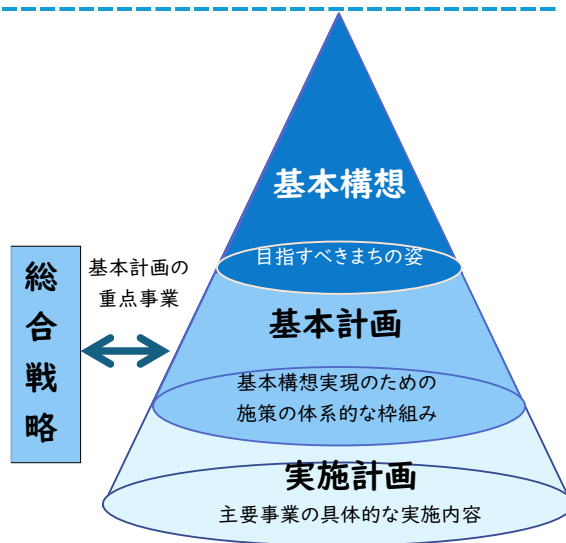 基本構想
目指すべきまちの姿
総合戦略
基本計画の
重点事業
基本計画
基本構想実現のための
施策の体系的な枠組み
実施計画
主要事業の具体的な実施内容